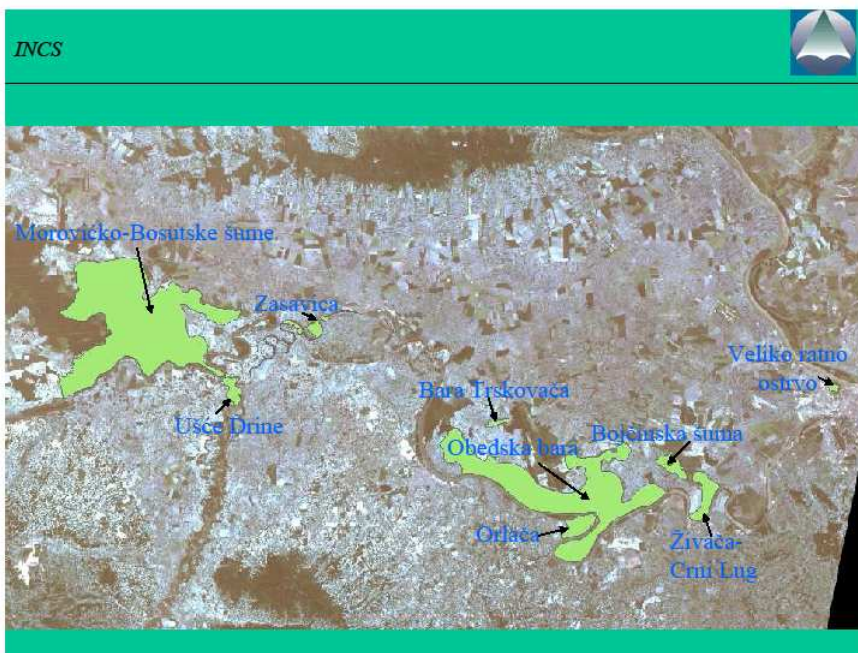 INCS
Morovićko-Bosutske šume
Zasavica
Veliko ratno
ostrvo
Bara Trskovača
Ušće Drine
Obedska bara
Bojčinska šuma
Orlača
Živača-
Crni Lug